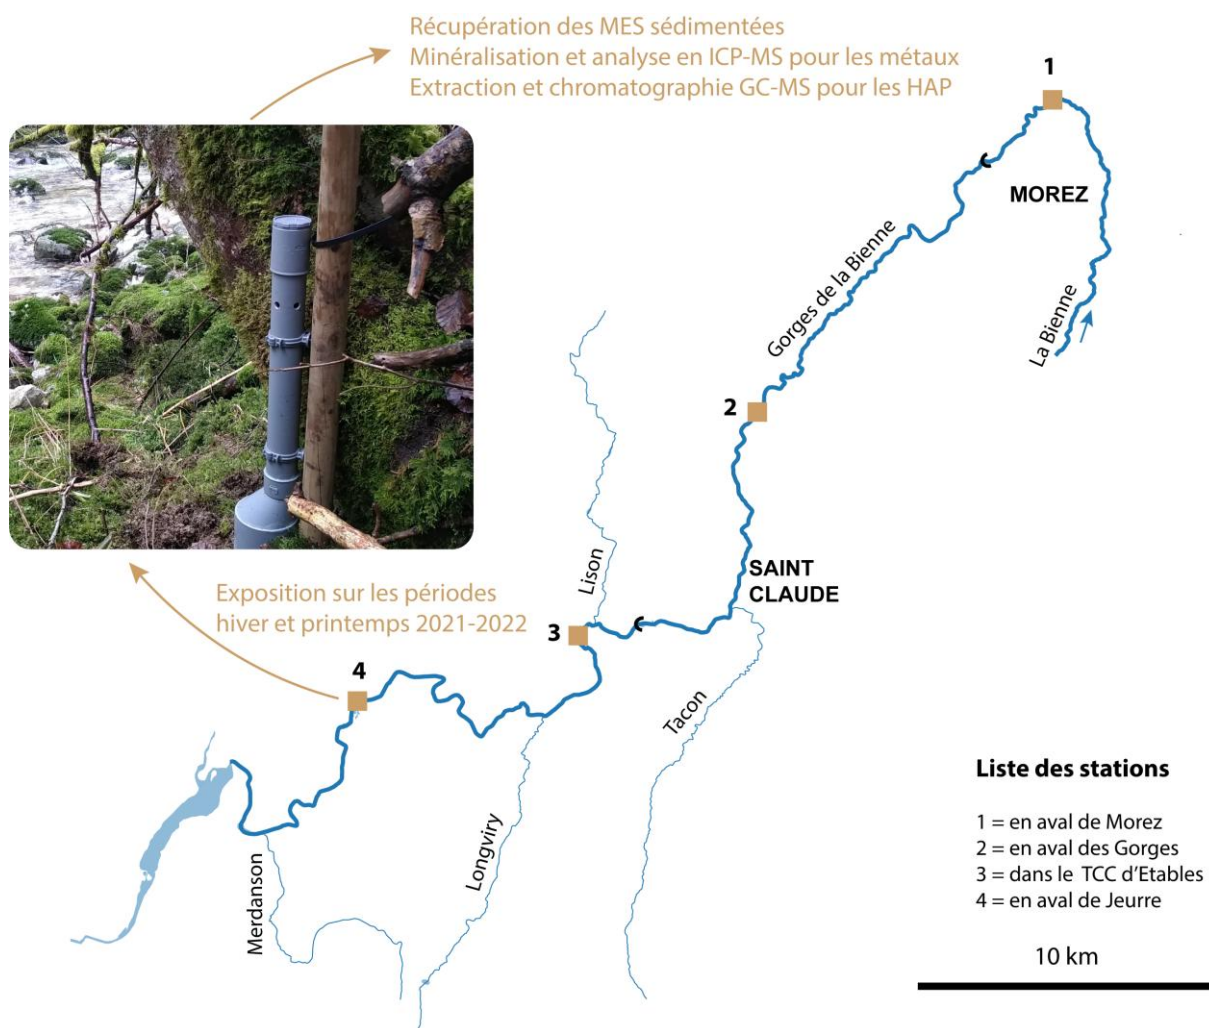 Récupération des MES sédimentées
Minéralisation et analyse en ICP-MS pour les métaux
Extraction et chromatographie GC-MS pour les HAP
1
MOREZ
Gorges de la Bienne
La Bienne
2
SAINT
CLAUDE
Lison
Exposition sur les périodes
hiver et printemps 2021-2022
3
4
Tacon
Longviry
Merdanson
Liste des stations
1 = en aval de Morez
2 = en aval des Gorges
3 = dans le TCC d'Etables
4 = en aval de Jeurre
10 km